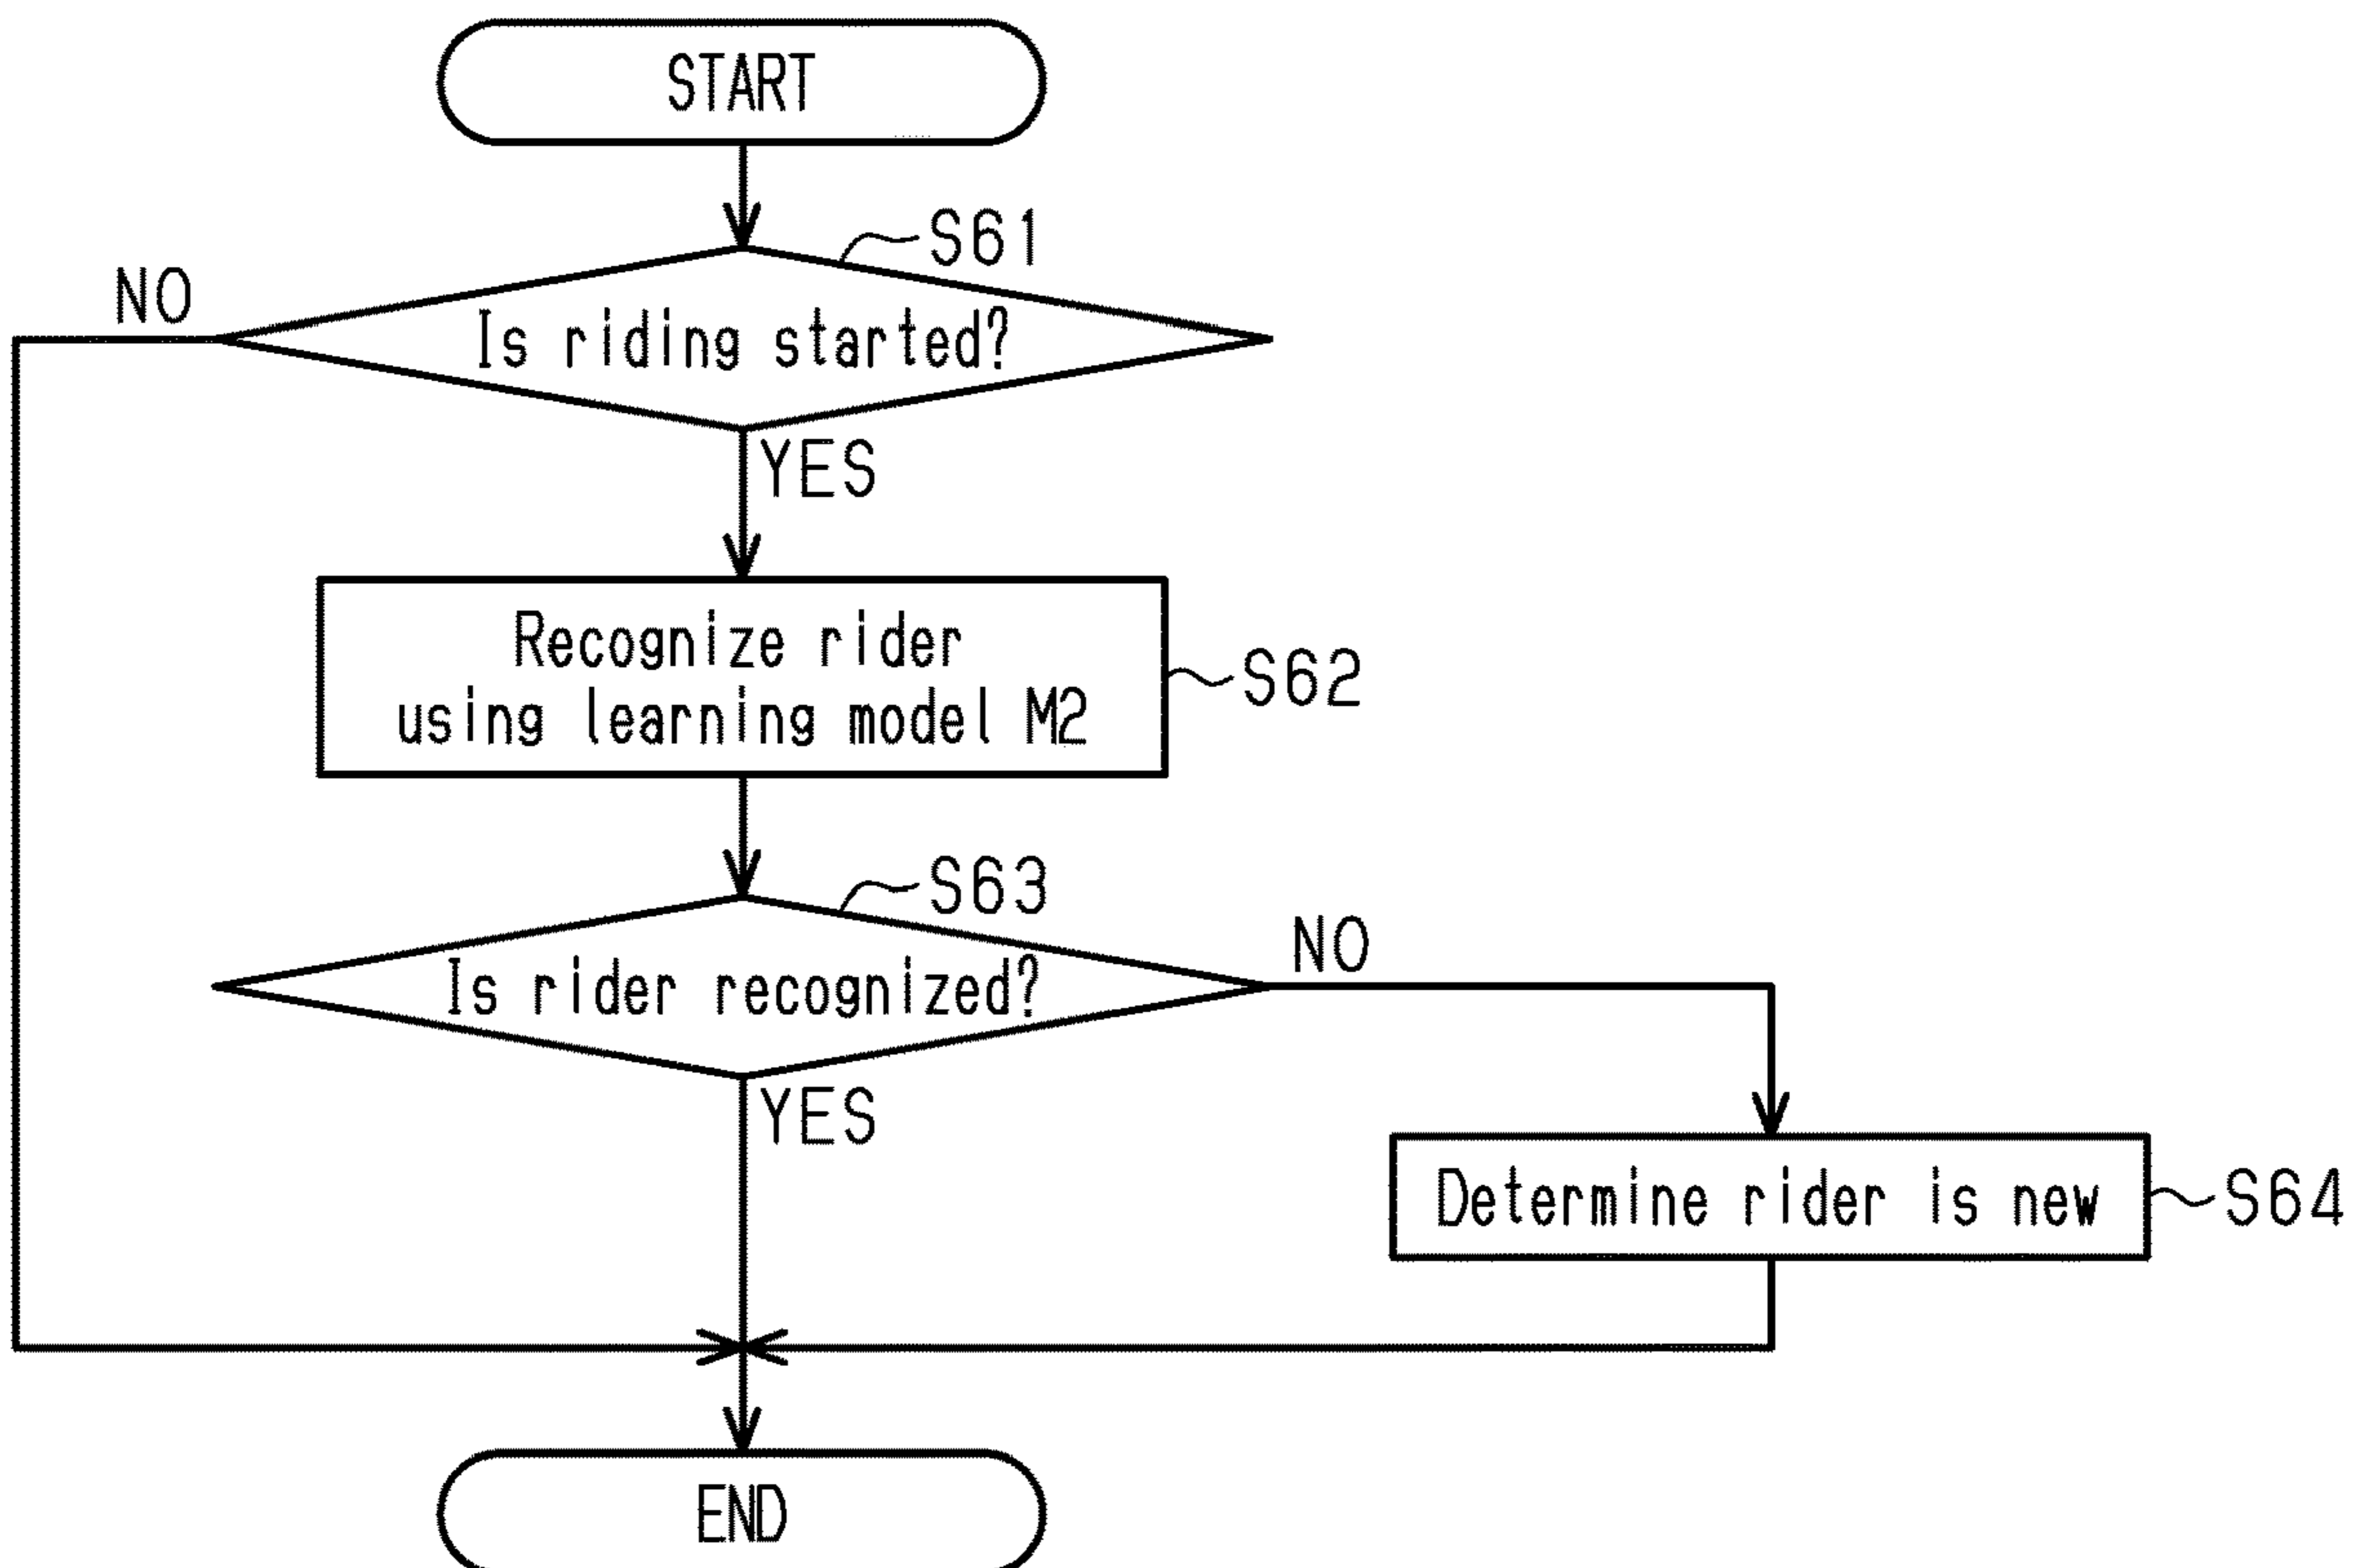 START
S61
NO
Is riding started?
YES
Recognize rider
using learning model M2
S62
S63
NO
Is rider recognized?
YES
Determine rider is new
S64
END